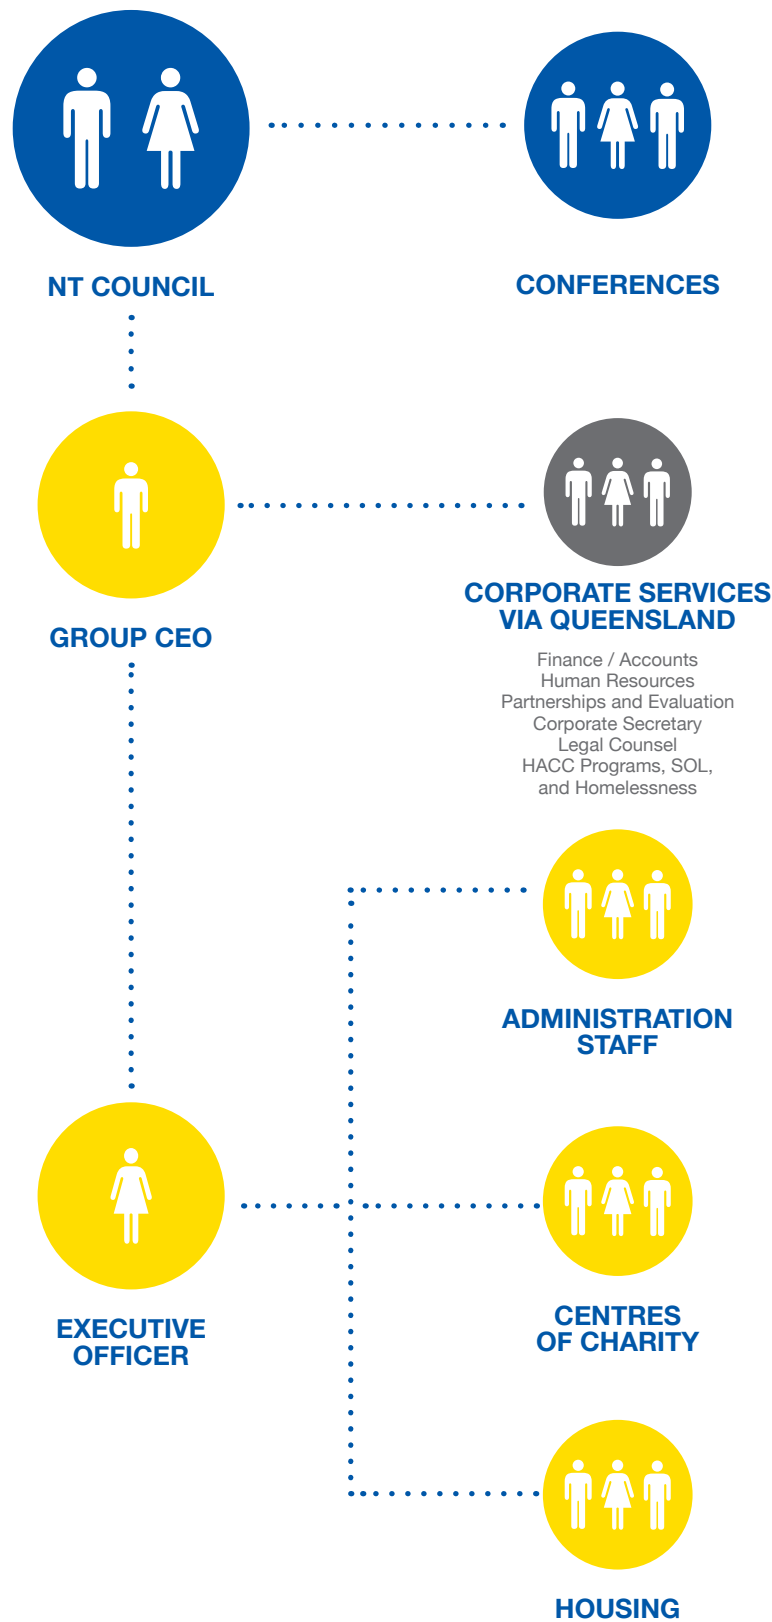 NT COUNCIL
CONFERENCES
GROUP CEO
CORPORATE SERVICES
VIA QUEENSLAND
Finance / Accounts
Human Resources
Partnerships and Evaluation
Corporate Secretary
Legal Counsel
HACC Programs, SOL,
and Homelessness
ADMINISTRATION
STAFF
EXECUTIVE
OFFICER
CENTRES
OF CHARITY
HOUSING